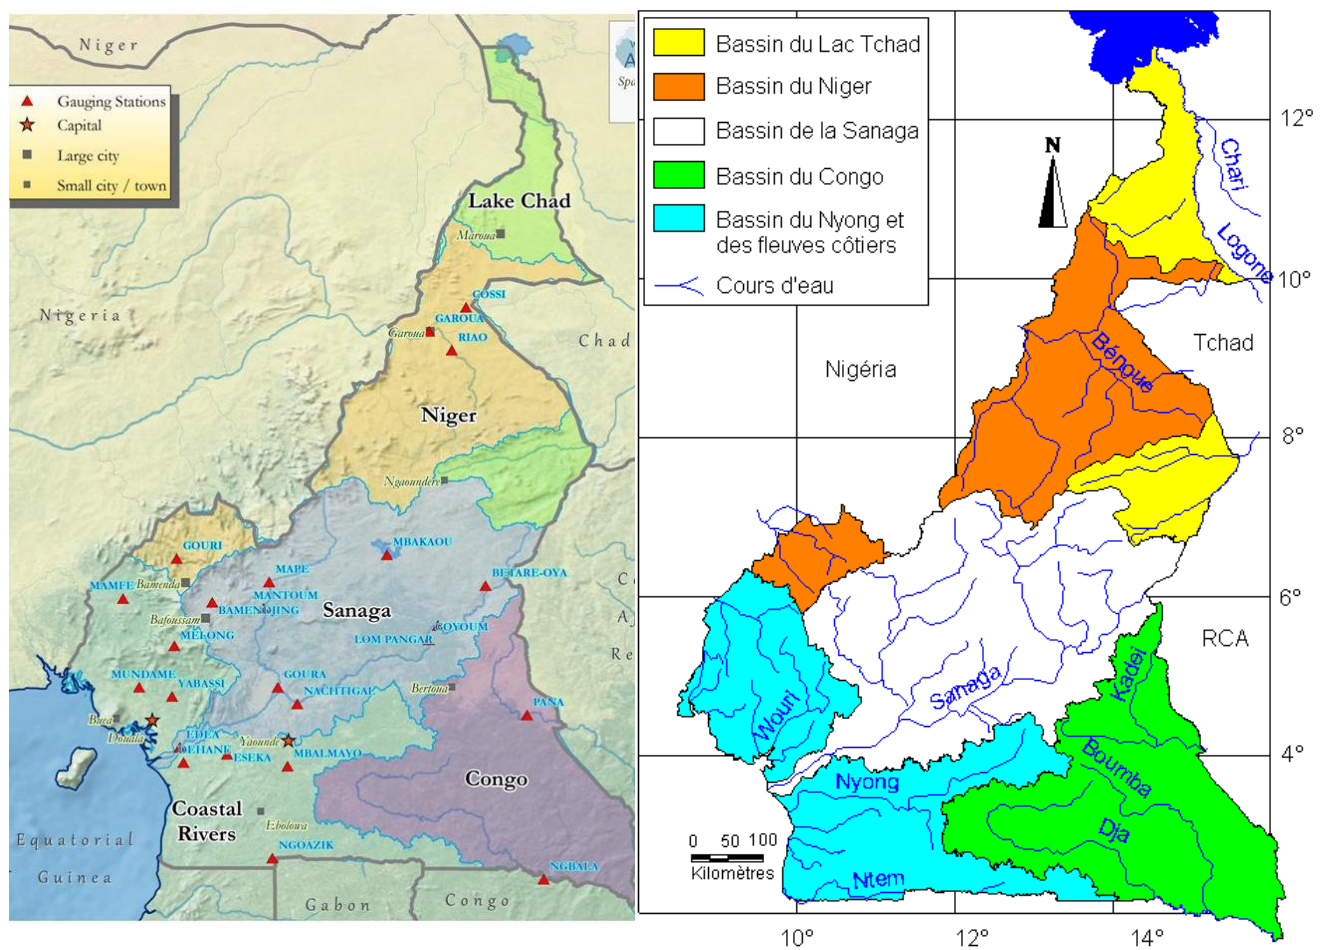 Niger
Gauging Stations
Capital
Large city
Small city / town
Lake Chad
Maroua
Nigeria
COSSI
GAROUA
Garoua
RIAO
Chad
Niger
Ngaoundere
GOURI
MBAKAOU
Bamenda
MAPE
BETARE-OYA
MAMFE
MANTOUM
BAMENDJING
Sanaga
Bafoussam
GOYOUM
MELONG
LOM PANGAR
MUNDAME
GOURA
YABASSI
NACHTIGAL
Bertoua
PANA
Buea
Douala
EDEA
Yaounde
DEHANE
ESEKA
MBALMAYO
Congo
Coastal
Rivers
Ebolowa
Equatorial
Guinea
NGOAZIK
NGBALA
Gabon
Congo
Bassin du Lac Tchad
Bassin du Niger
Bassin de la Sanaga
Bassin du Congo
Bassin du Nyong et
des fleuves côtiers
Cours d'eau
N
12°
Chari
Logone
10°
Tchad
Nigéria
Bénoue
8°
6°
RCA
Kadei
Sanaga
Wouri
4°
Boumba
Nyong
Dja
0 50 100
Kilomètres
Ntem
10°
12°
14°